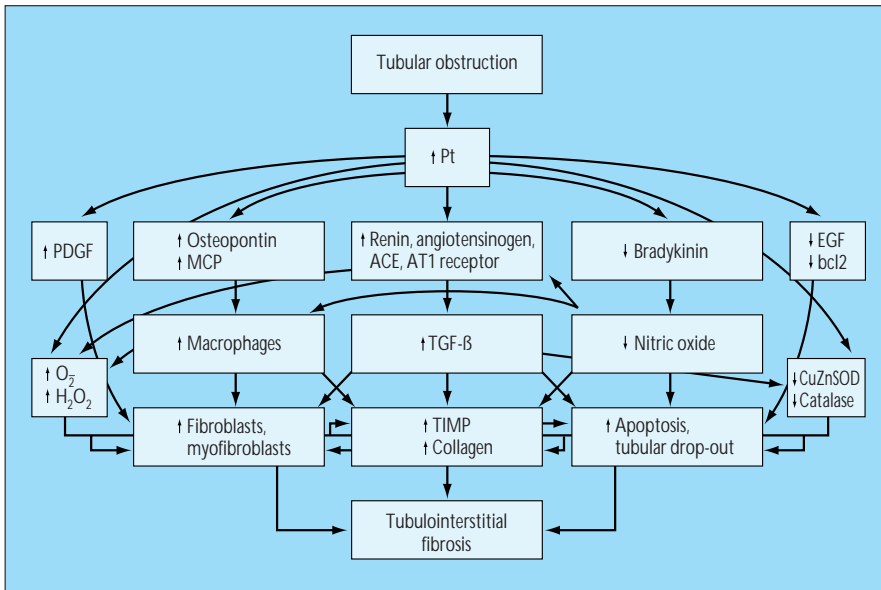 Tubular obstruction
↑ Pt
↑ PDGF
↑ Osteopontin
↑ MCP
↑ Renin, angiotensinogen,
ACE, AT1 receptor
↓ Bradykinin
↓ EGF
↓ bcl2
↑ Macrophages
↑ TGF-ß
↓ Nitric oxide
↑ O₂̅
↑ H₂O₂
↓ CuZnSOD
↓ Catalase
↑ Fibroblasts,
myofibroblasts
↑ TIMP
↑ Collagen
↑ Apoptosis,
tubular drop-out
Tubulointerstitial
fibrosis